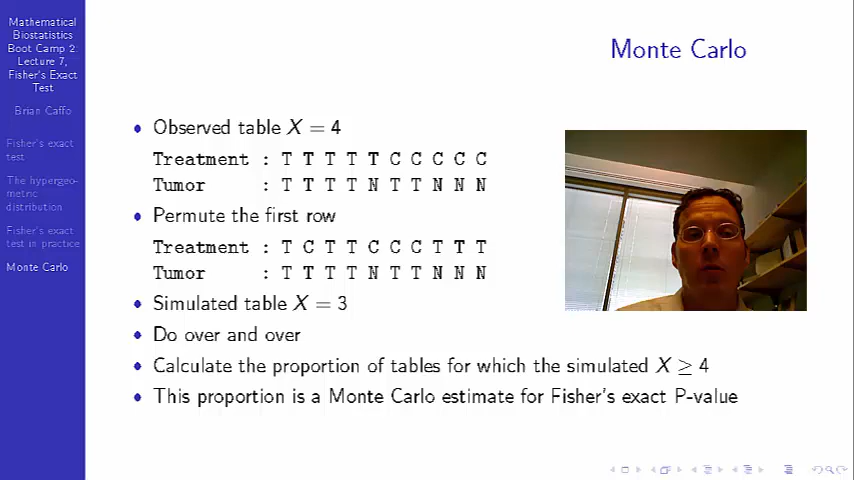 Mathematical
Biostatistics
Boot Camp 2:
Lecture 7,
Fisher's Exact
Test
Brian Caffo
Fisher's exact
test
The hypergeo-
metric
distribution
Fisher's exact
test in practice
Monte Carlo
Monte Carlo
• Observed table X = 4
Treatment : T T T T T C C C C C
Tumor : T T T T N T T N N N
• Permute the first row
Treatment : T C T T C C C T T T
Tumor : T T T T N T T N N N
• Simulated table X = 3
• Do over and over
• Calculate the proportion of tables for which the simulated X ≥ 4
• This proportion is a Monte Carlo estimate for Fisher's exact P-value